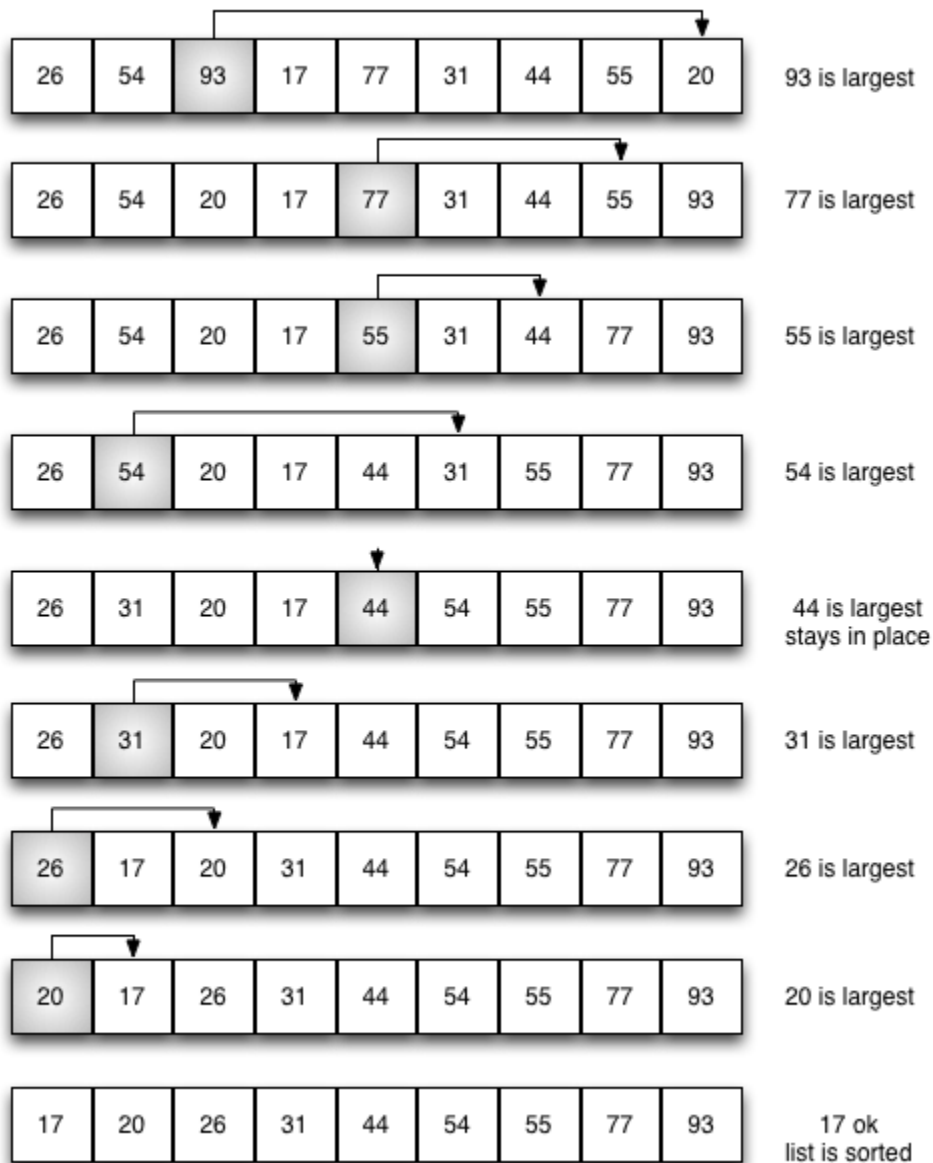 26 54 93 17 77 31 44 55 20 93 is largest
26 54 20 17 77 31 44 55 93 77 is largest
26 54 20 17 55 31 44 77 93 55 is largest
26 54 20 17 44 31 55 77 93 54 is largest
26 31 20 17 44 54 55 77 93 44 is largest
stays in place
26 31 20 17 44 54 55 77 93 31 is largest
26 17 20 31 44 54 55 77 93 26 is largest
20 17 26 31 44 54 55 77 93 20 is largest
17 20 26 31 44 54 55 77 93 17 ok
list is sorted